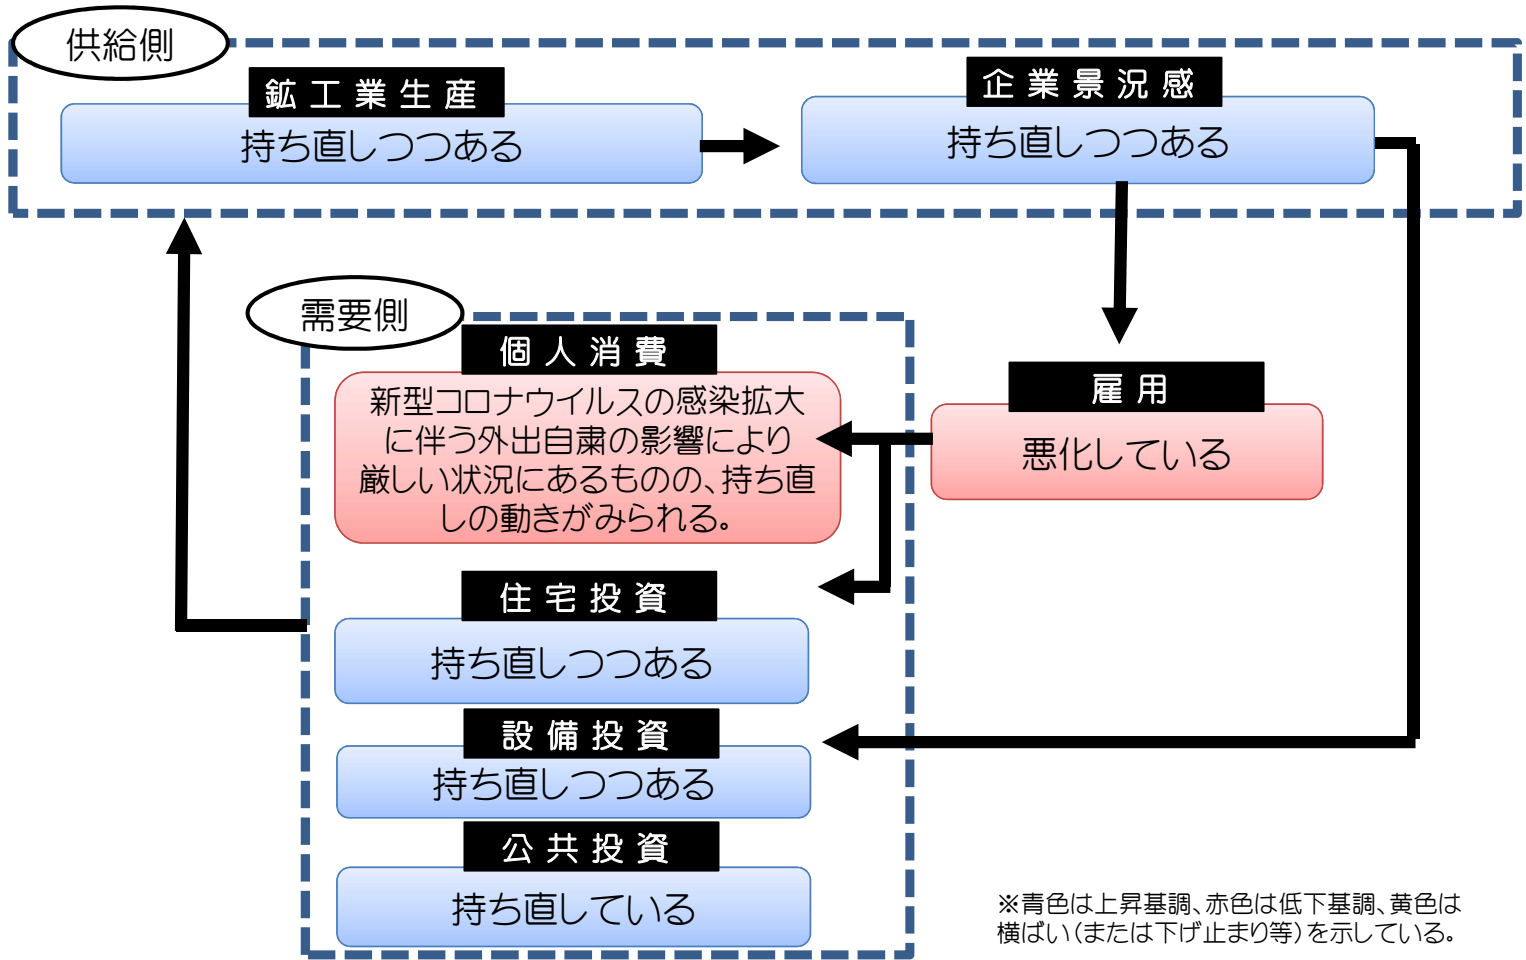 供給側
鉱工業生産
持ち直しつつある
企業景況感
持ち直しつつある
需要側
個人消費
新型コロナウイルスの感染拡大
に伴う外出自粛の影響により
厳しい状況にあるものの、持ち直
しの動きがみられる。
雇用
悪化している
住宅投資
持ち直しつつある
設備投資
持ち直しつつある
公共投資
持ち直している
※青色は上昇基調、赤色は低下基調、黄色は
横ばい(または下げ止まり等)を示している。